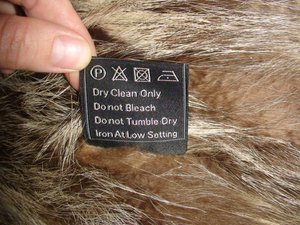 P
Dry Clean Only
Do not Bleach
Do not Tumble Dry
Iron At Low Setting